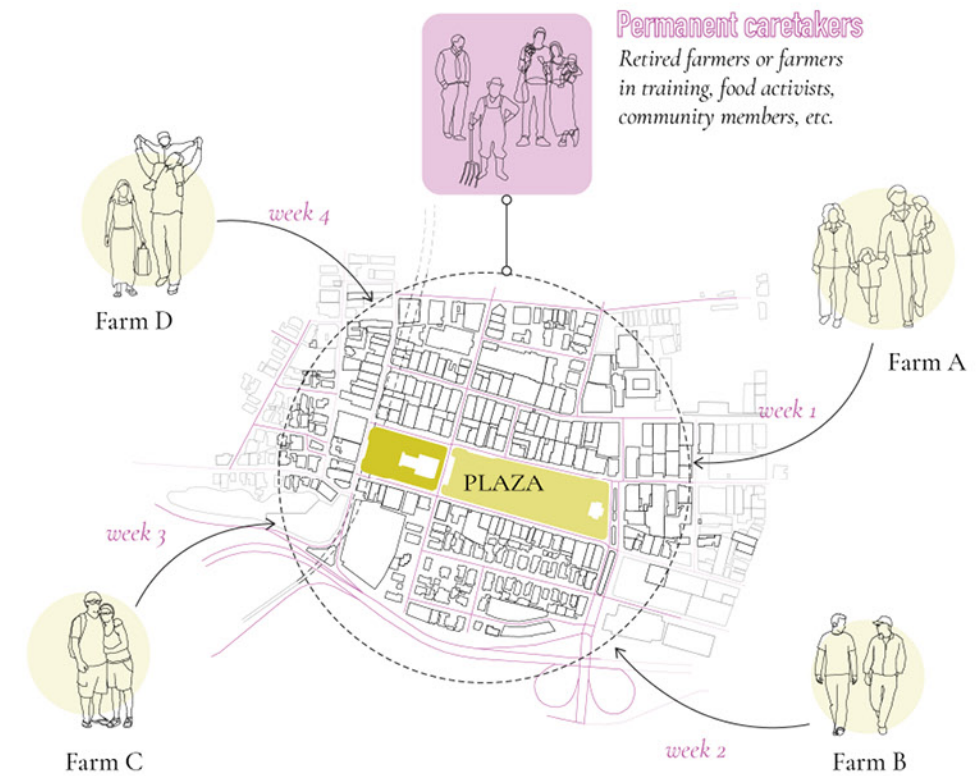 Permanent caretakers
Retired farmers or farmers
in training, food activists,
community members, etc.
week 4
Farm D
Farm A
week 1
PLAZA
week 3
Farm C
week 2
Farm B